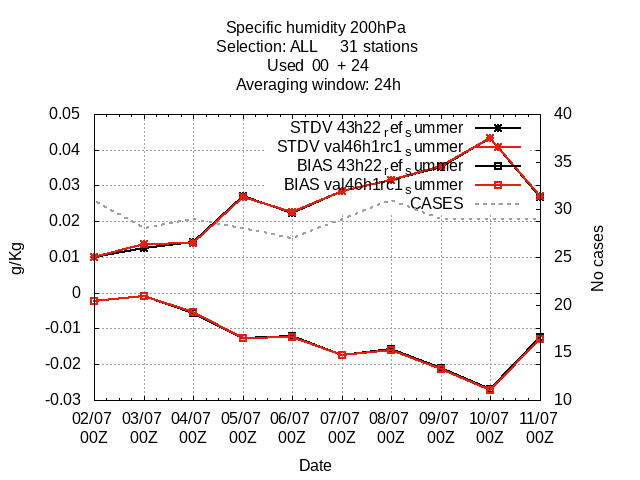 Specific humidity 200hPa
Selection: ALL 31 stations
Used 00 + 24
Averaging window: 24h
STDV 43h22refsummer
STDV val46h1rc1summer
BIAS 43h22refsummer
BIAS val46h1rc1summer
CASES
0.05
0.04
0.03
0.02
0.01
0
-0.01
-0.02
-0.03
g/Kg
40
35
30
25
20
15
10
No cases
02/07 03/07 04/07 05/07 06/07 07/07 08/07 09/07 10/07 11/07
00Z 00Z 00Z 00Z 00Z 00Z 00Z 00Z 00Z 00Z
Date